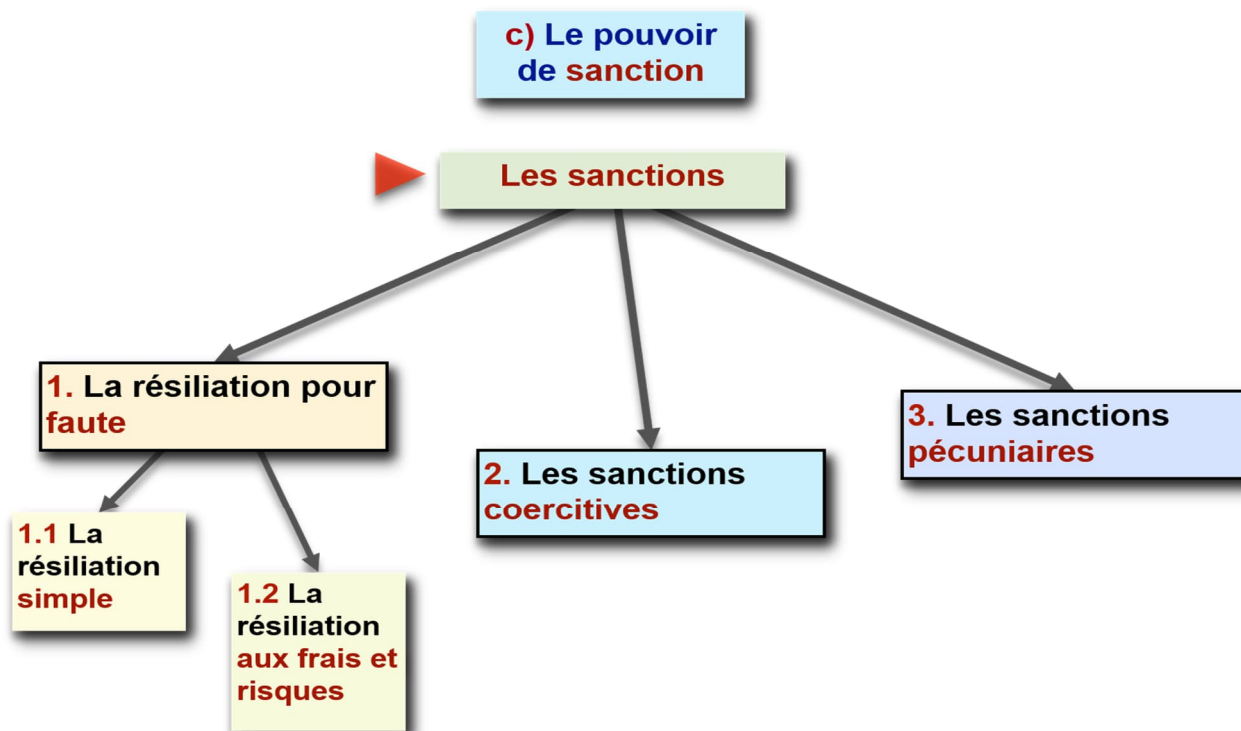 c) Le pouvoir
de sanction
Les sanctions
1. La résiliation pour
faute
2. Les sanctions
coercitives
3. Les sanctions
pécuniaires
1.1 La
résiliation
simple
1.2 La
résiliation
aux frais et
risques